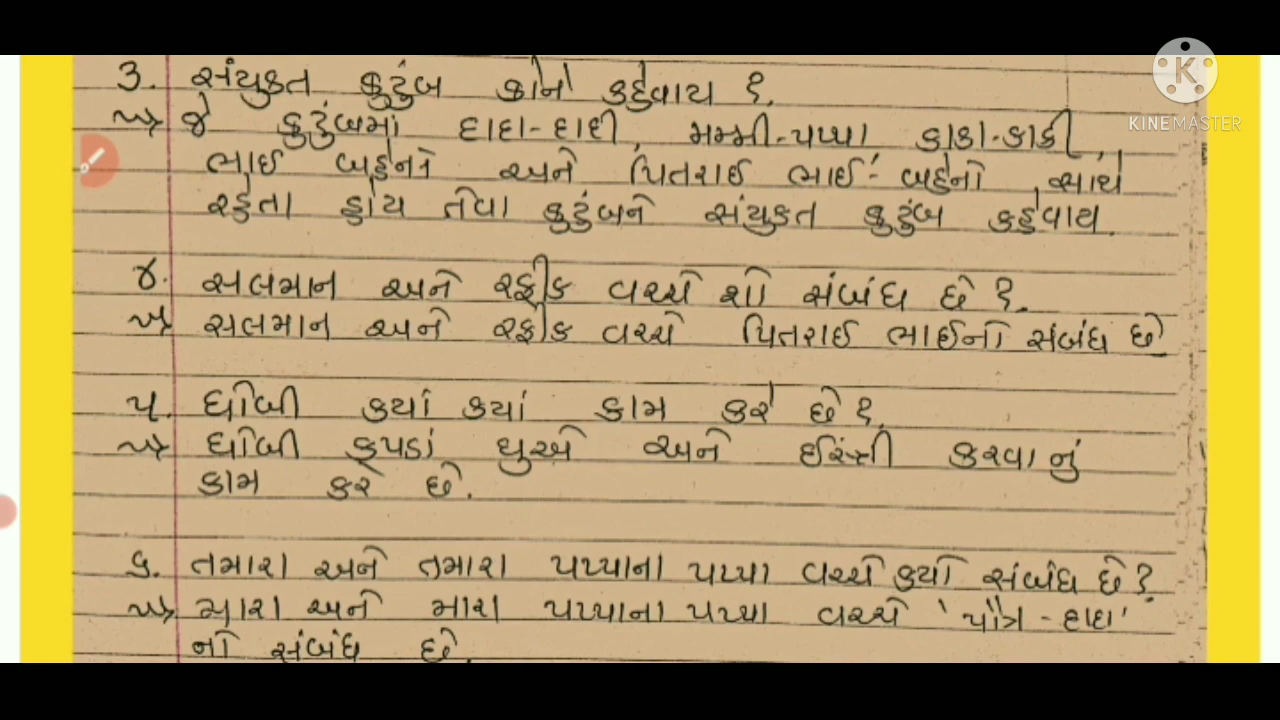 ૩. સંયુક્ત કુટુંબ કોને કહેવાય ?
જ→ જે કુટુંબમાં દાદા-દાદી, મમ્મી-પપ્પા કાકા-કાકી,
ભાઈ બહેનને અને પિતરાઈ ભાઈ-બહેનો સાથે
રહેતા હોય તેવા કુટુંબને સંયુક્ત કુટુંબ કહેવાય.
૪. સલમાન અને રફીક વચ્ચે શો સંબંધ છે ?
જ→ સલમાન અને રફીક વચ્ચે પિતરાઈ ભાઈનો સંબંધ છે
૫. ધોબી કયાં કયાં કામ કરે છે ?
જ→ ધોબી કપડાં ધુએ અને ઈસ્ત્રી કરવાનું
કામ કરે છે.
૬. તમારા અને તમારા પપ્પાના પપ્પા વચ્ચે કયો સંબંધ છે ?
જ→ મારા અને મારા પપ્પાના પપ્પા વચ્ચે 'પૌત્ર - દાદા'
નો સંબંધ છે.
KINEMASTER